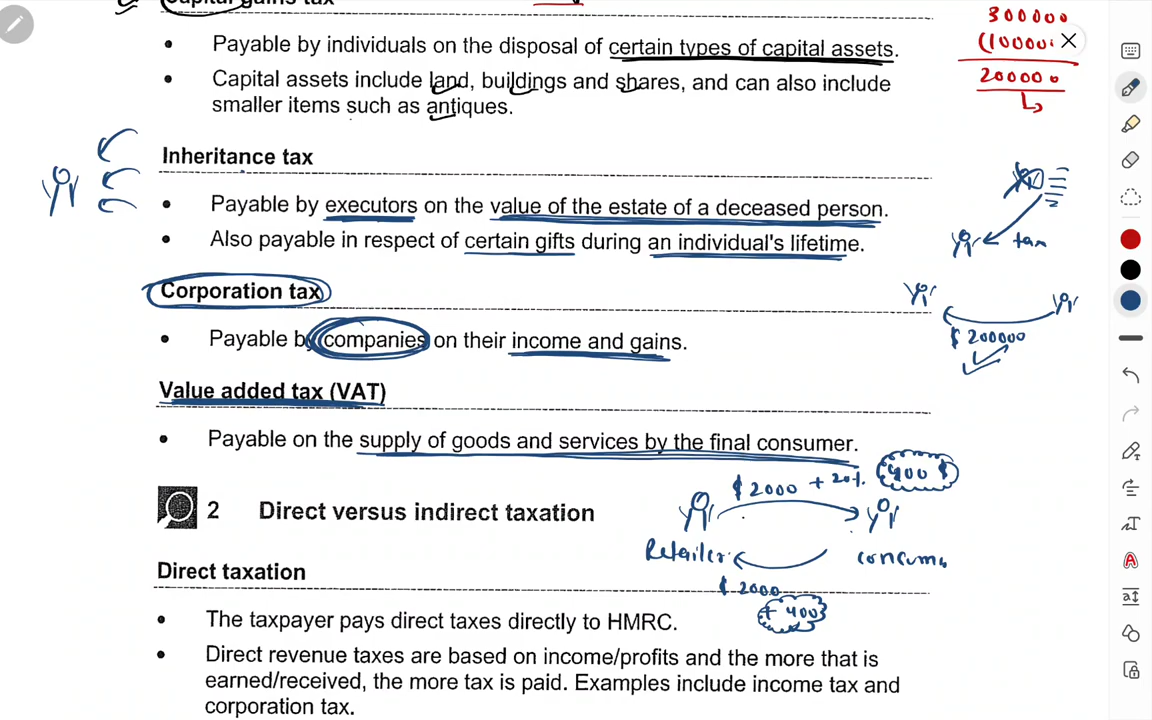 Capital gains tax
300000
(10000
200000
• Payable by individuals on the disposal of certain types of capital assets.
• Capital assets include land, buildings and shares, and can also include
smaller items such as antiques.
Inheritance tax
• Payable by executors on the value of the estate of a deceased person.
• Also payable in respect of certain gifts during an individual's lifetime.
tax
Corporation tax
• Payable by companies on their income and gains.
$ 200000
Value added tax (VAT)
• Payable on the supply of goods and services by the final consumer.
$ 2000 + 20%. 400 $
2 Direct versus indirect taxation
Retailer
consume
$ 2000
+ 400
Direct taxation
• The taxpayer pays direct taxes directly to HMRC.
• Direct revenue taxes are based on income/profits and the more that is
earned/received, the more tax is paid. Examples include income tax and
corporation tax.